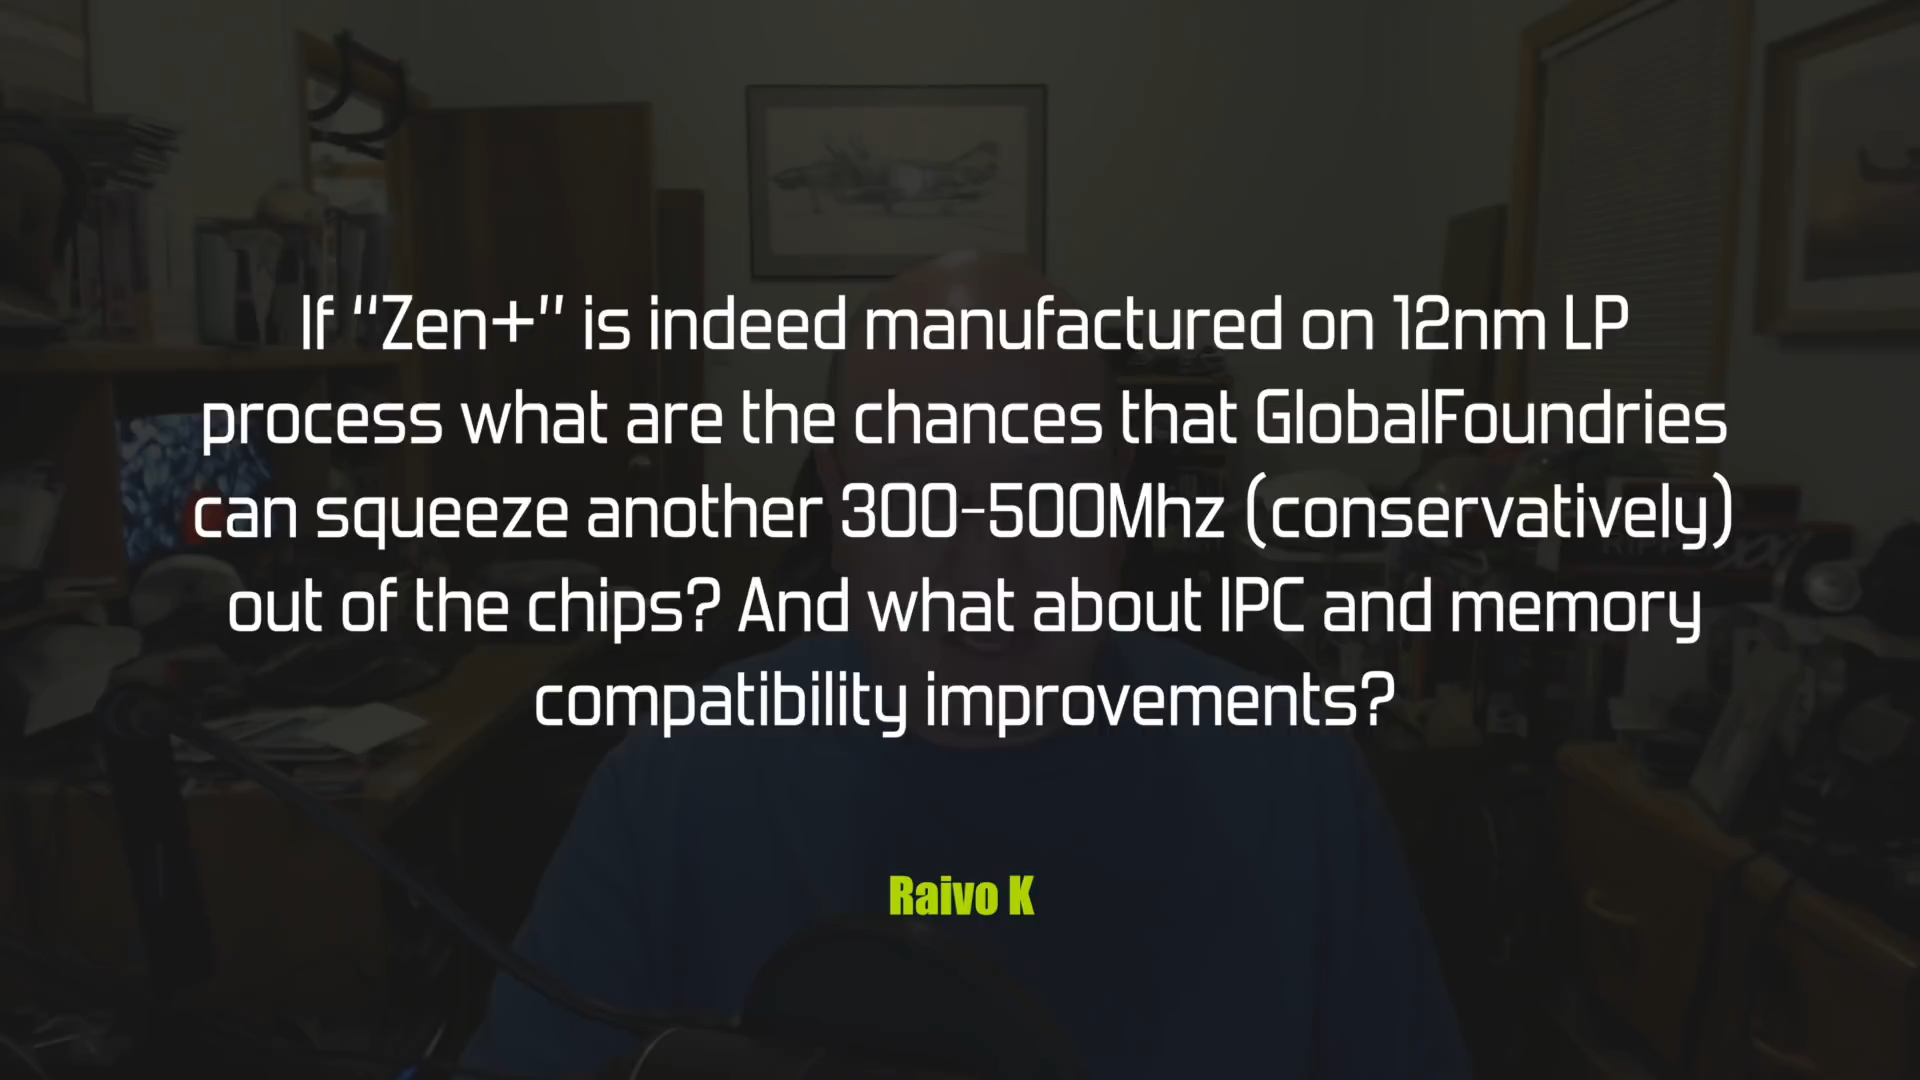 If “Zen+” is indeed manufactured on 12nm LP
process what are the chances that GlobalFoundries
can squeeze another 300-500Mhz (conservatively)
out of the chips? And what about IPC and memory
compatibility improvements?
Raivo K